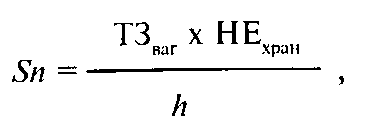 Sn = ТЗваг x НЕхран / h ,